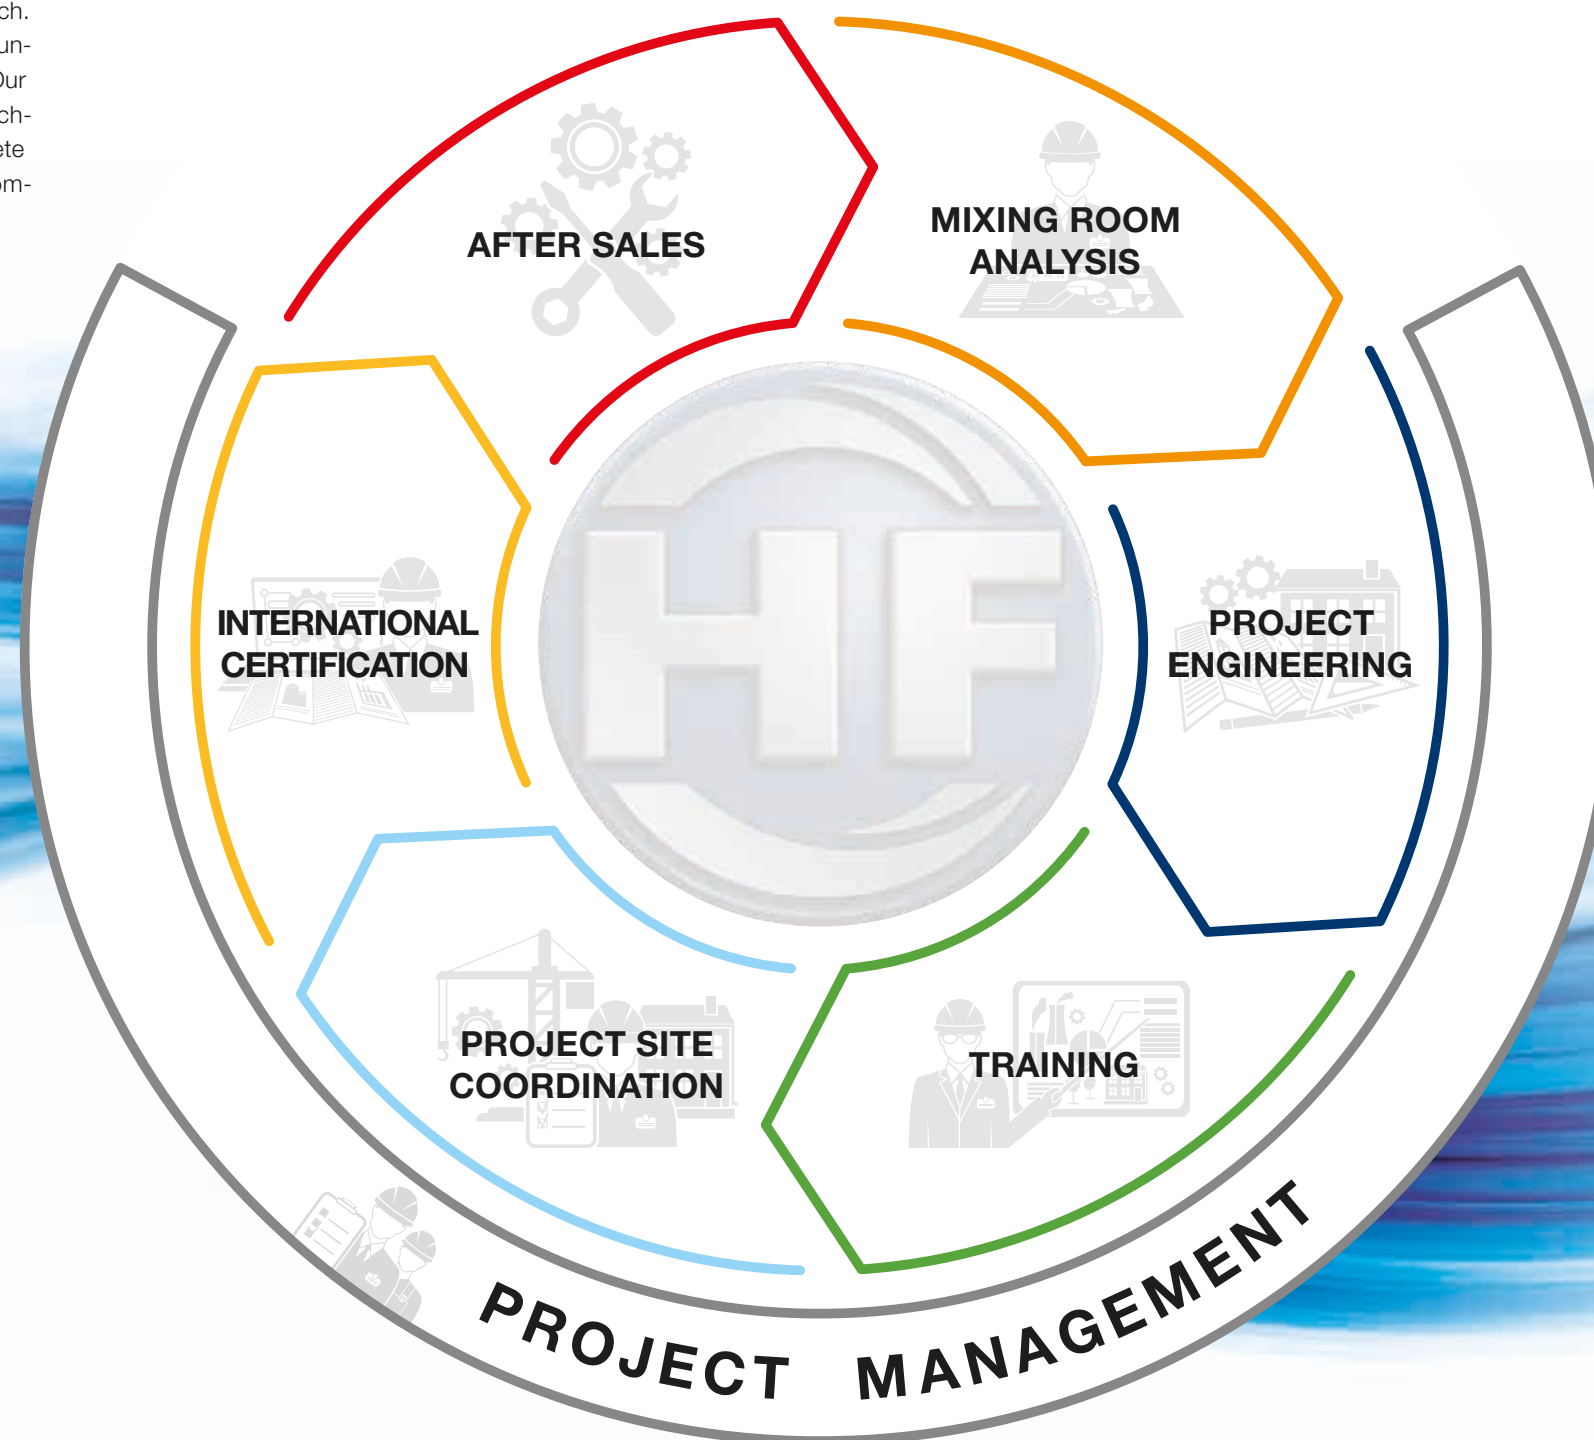 ch.
un-
Our
ch-
ete
om-
AFTER SALES
MIXING ROOM
ANALYSIS
INTERNATIONAL
CERTIFICATION
HF
PROJECT
ENGINEERING
PROJECT SITE
COORDINATION
TRAINING
PROJECT MANAGEMENT